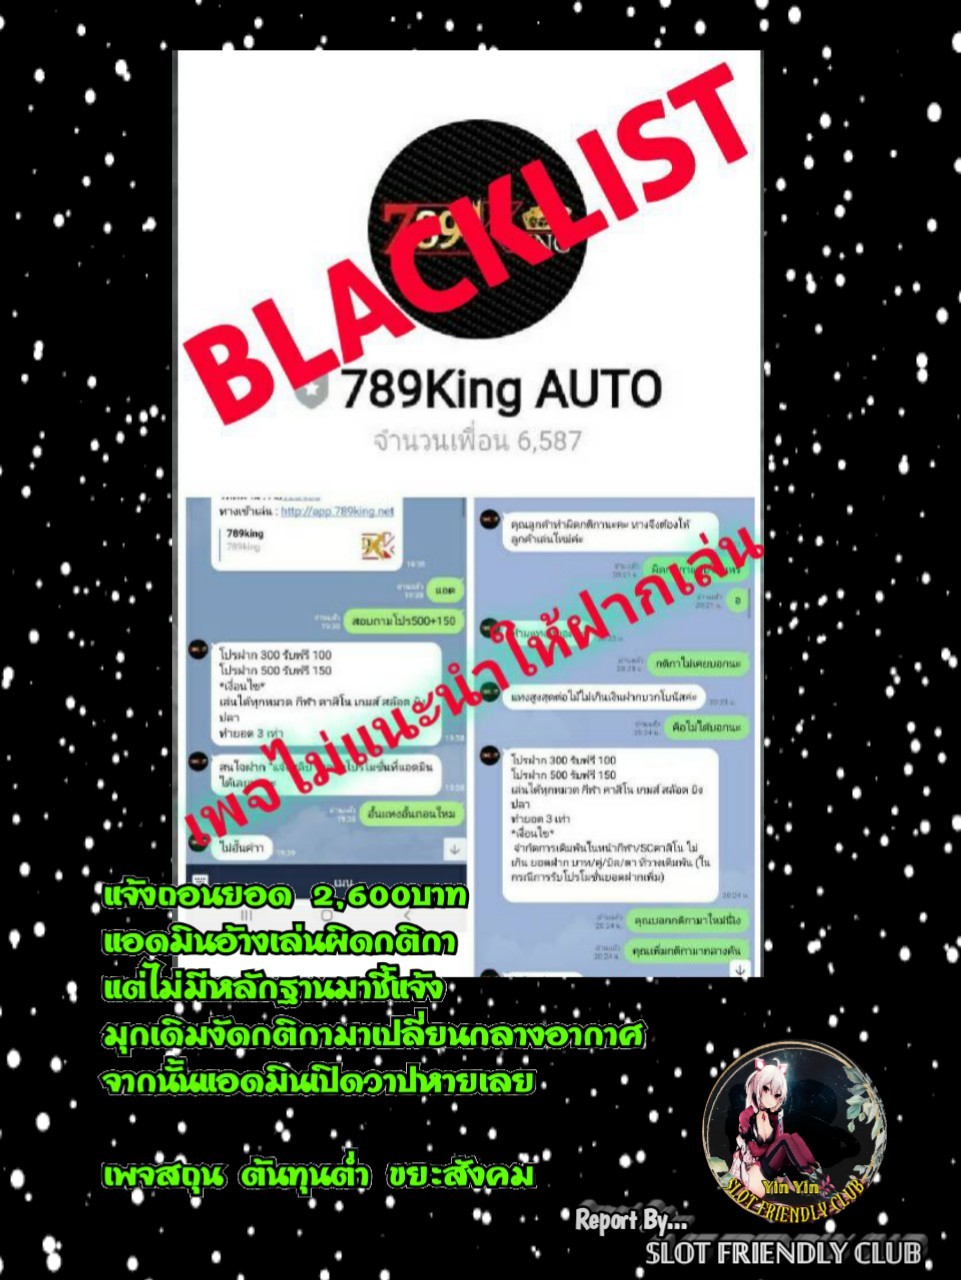 BLACKLIST
789King AUTO
จำนวนเพื่อน 6,587
ทางเข้าเล่น : http://app.789king.net
789king
789king
แอด
สอบถามโปร500+150
โปรฝาก 300 รับฟรี 100
โปรฝาก 500 รับฟรี 150
*เงื่อนไข*
เล่นได้ทุกหมวด กีฬา คาสิโน เกมส์ สล๊อต ยิง
ปลา
ทำยอด 3 เท่า
สนใจฝาก
โปรโมชั่นที่แอดมิน
ได้เลย
อั้นแทงอั้นถอนไหม
ไม่อั้นค่าา
เมนู
คุณลูกค้าทำผิดกติกานะคะ ทางจึงต้องให้
ลูกค้าเล่นใหม่ค่ะ
อ
กติกาไม่เคยบอกนะ
แทงสูงสุดต่อไม้ไม่เกินเงินฝากบวกโบนัสค่ะ
คือไม่ได้บอกนะ
โปรฝาก 300 รับฟรี 100
โปรฝาก 500 รับฟรี 150
เล่นได้ทุกหมวด กีฬา คาสิโน เกมส์ สล๊อต ยิง
ปลา
ทำยอด 3 เท่า
*เงื่อนไข*
จำกัดการเดิมพันในหน้ากีฬา/SCคาสิโน ไม่
เกิน ยอดฝาก บาท/คู่/บิล/ตา ที่วางเดิมพัน (ใน
กรณีการรับโปรโมชั่นยอดฝากเพิ่ม)
20:24 น.
คุณบอกกติกามาใหม่นี่นิง
คุณเพิ่มกติกามากลางคัน
เพจไม่แนะนำให้ฝากเล่น
แจ้งถอนยอด 2,600บาท
แอดมินอ้างเล่นผิดกติกา
แต่ไม่มีหลักฐานมาชี้แจ้ง
มุกเดิมงัดกติกามาเปลี่ยนกลางอากาศ
จากนั้นแอดมินเปิดวาปหายเลย
เพจสถุน ต้นทุนต่ำ ขยะสังคม
Yin Yin
SLOT FRIENDLY CLUB
Report By...
SLOT FRIENDLY CLUB